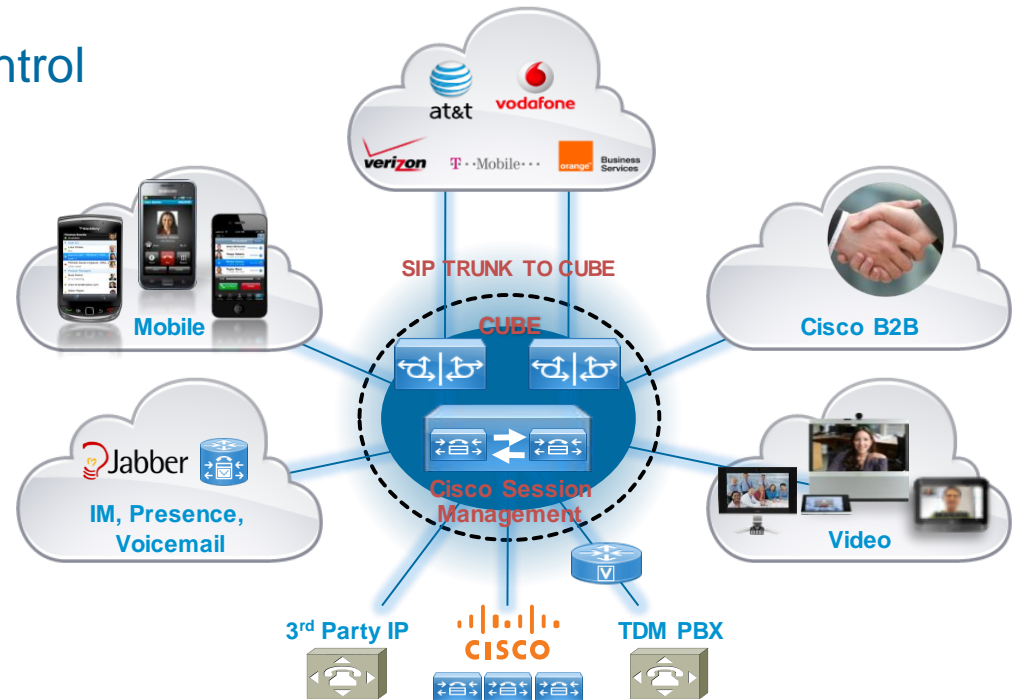 ntrol
at&t
vodafone
verizon
T · · Mobile · · ·
orange™
Business
Services
SIP TRUNK TO CUBE
Mobile
CUBE
Cisco B2B
Jabber
IM, Presence,
Voicemail
Cisco Session
Management
Video
V
3rd Party IP
CISCO
TDM PBX